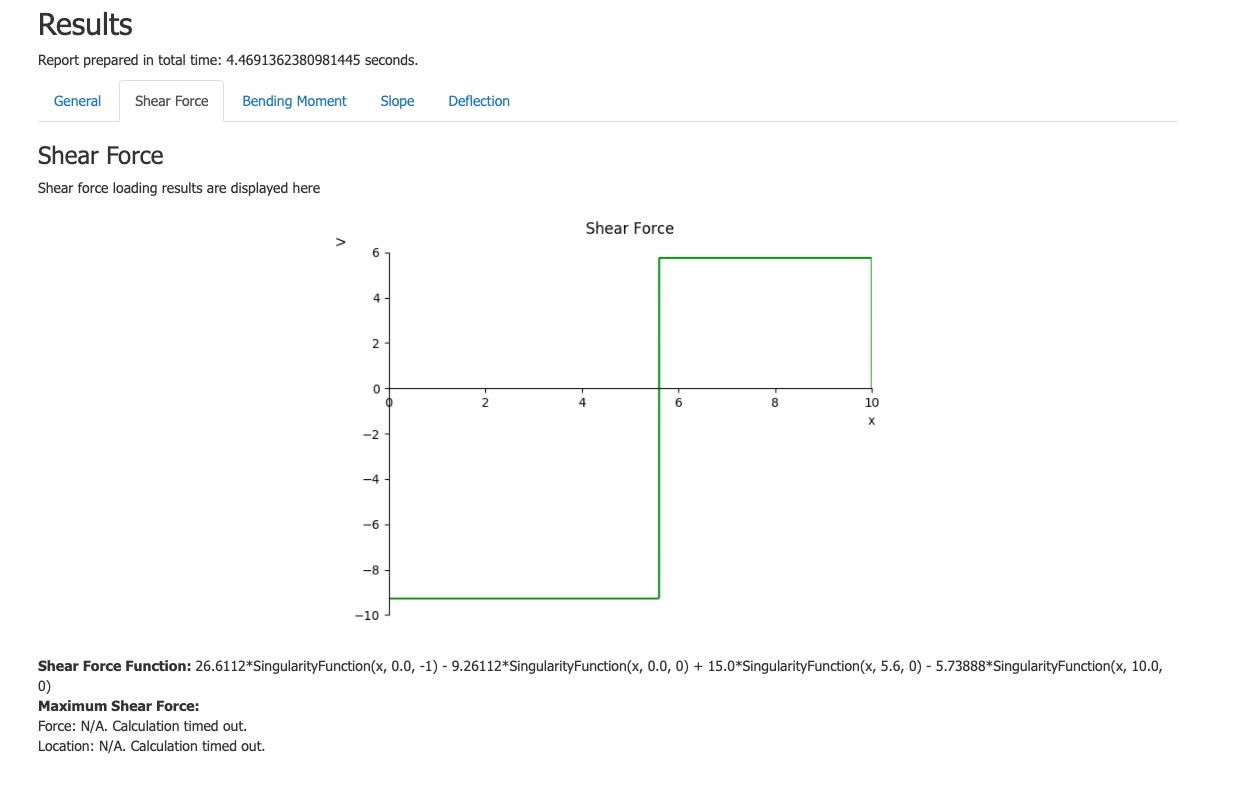 Results
Report prepared in total time: 4.4691362380981445 seconds.
General Shear Force Bending Moment Slope Deflection
Shear Force
Shear force loading results are displayed here
Shear Force
>
6
4
2
0
0 2 4 6 8 10
x
−2
−4
−6
−8
−10
Shear Force Function: 26.6112*SingularityFunction(x, 0.0, -1) - 9.26112*SingularityFunction(x, 0.0, 0) + 15.0*SingularityFunction(x, 5.6, 0) - 5.73888*SingularityFunction(x, 10.0,
0)
Maximum Shear Force:
Force: N/A. Calculation timed out.
Location: N/A. Calculation timed out.